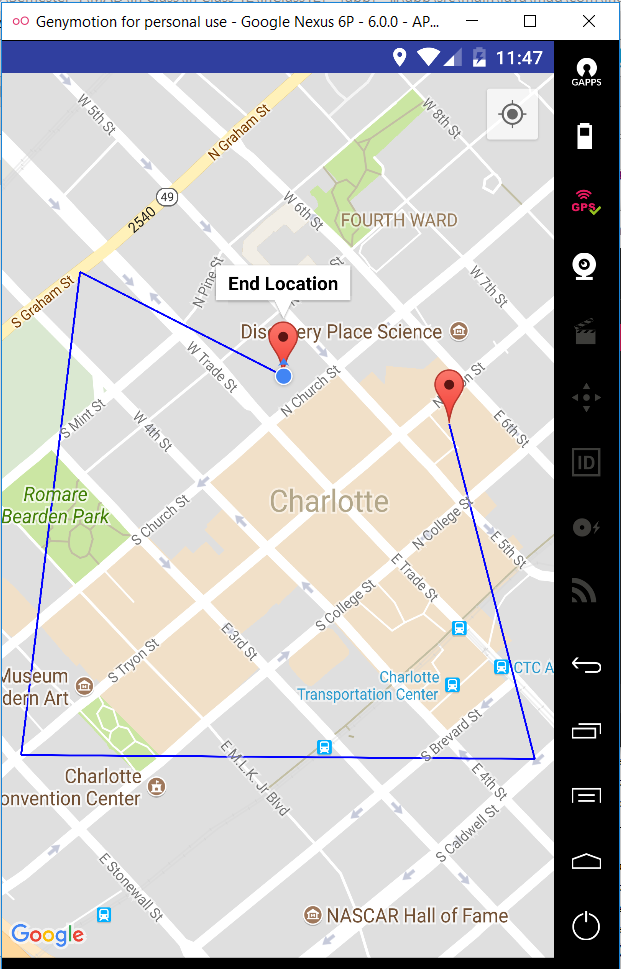 Genymotion for personal use - Google Nexus 6P - 6.0.0 - AP...
11:47
GAPPS
GPS
ID
W 5th St
N Graham St
W 8th St
49
2540
W 6th St
FOURTH WARD
N Pine St
W 7th St
S Graham St
End Location
Discovery Place Science
W Trade St
N Church St
S Mint St
W 4th St
E 6th St
Romare
Bearden Park
Charlotte
S Church St
N College St
E 5th St
E Trade St
S College St
E 3rd St
S Tryon St
Museum
dern Art
Charlotte
Transportation Center
CTC A
S Brevard St
E 4th St
Charlotte
onvention Center
E M.L.K. Jr Blvd
S Caldwell St
E Stonewall St
NASCAR Hall of Fame
Google